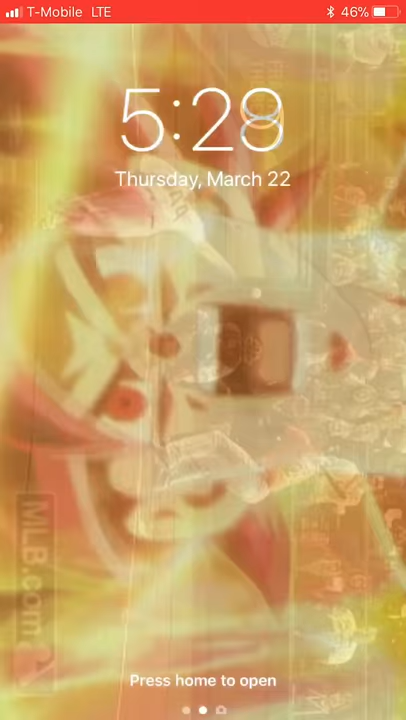 T-Mobile LTE 46%
5:28
Thursday, March 22
MLB.com
Press home to open